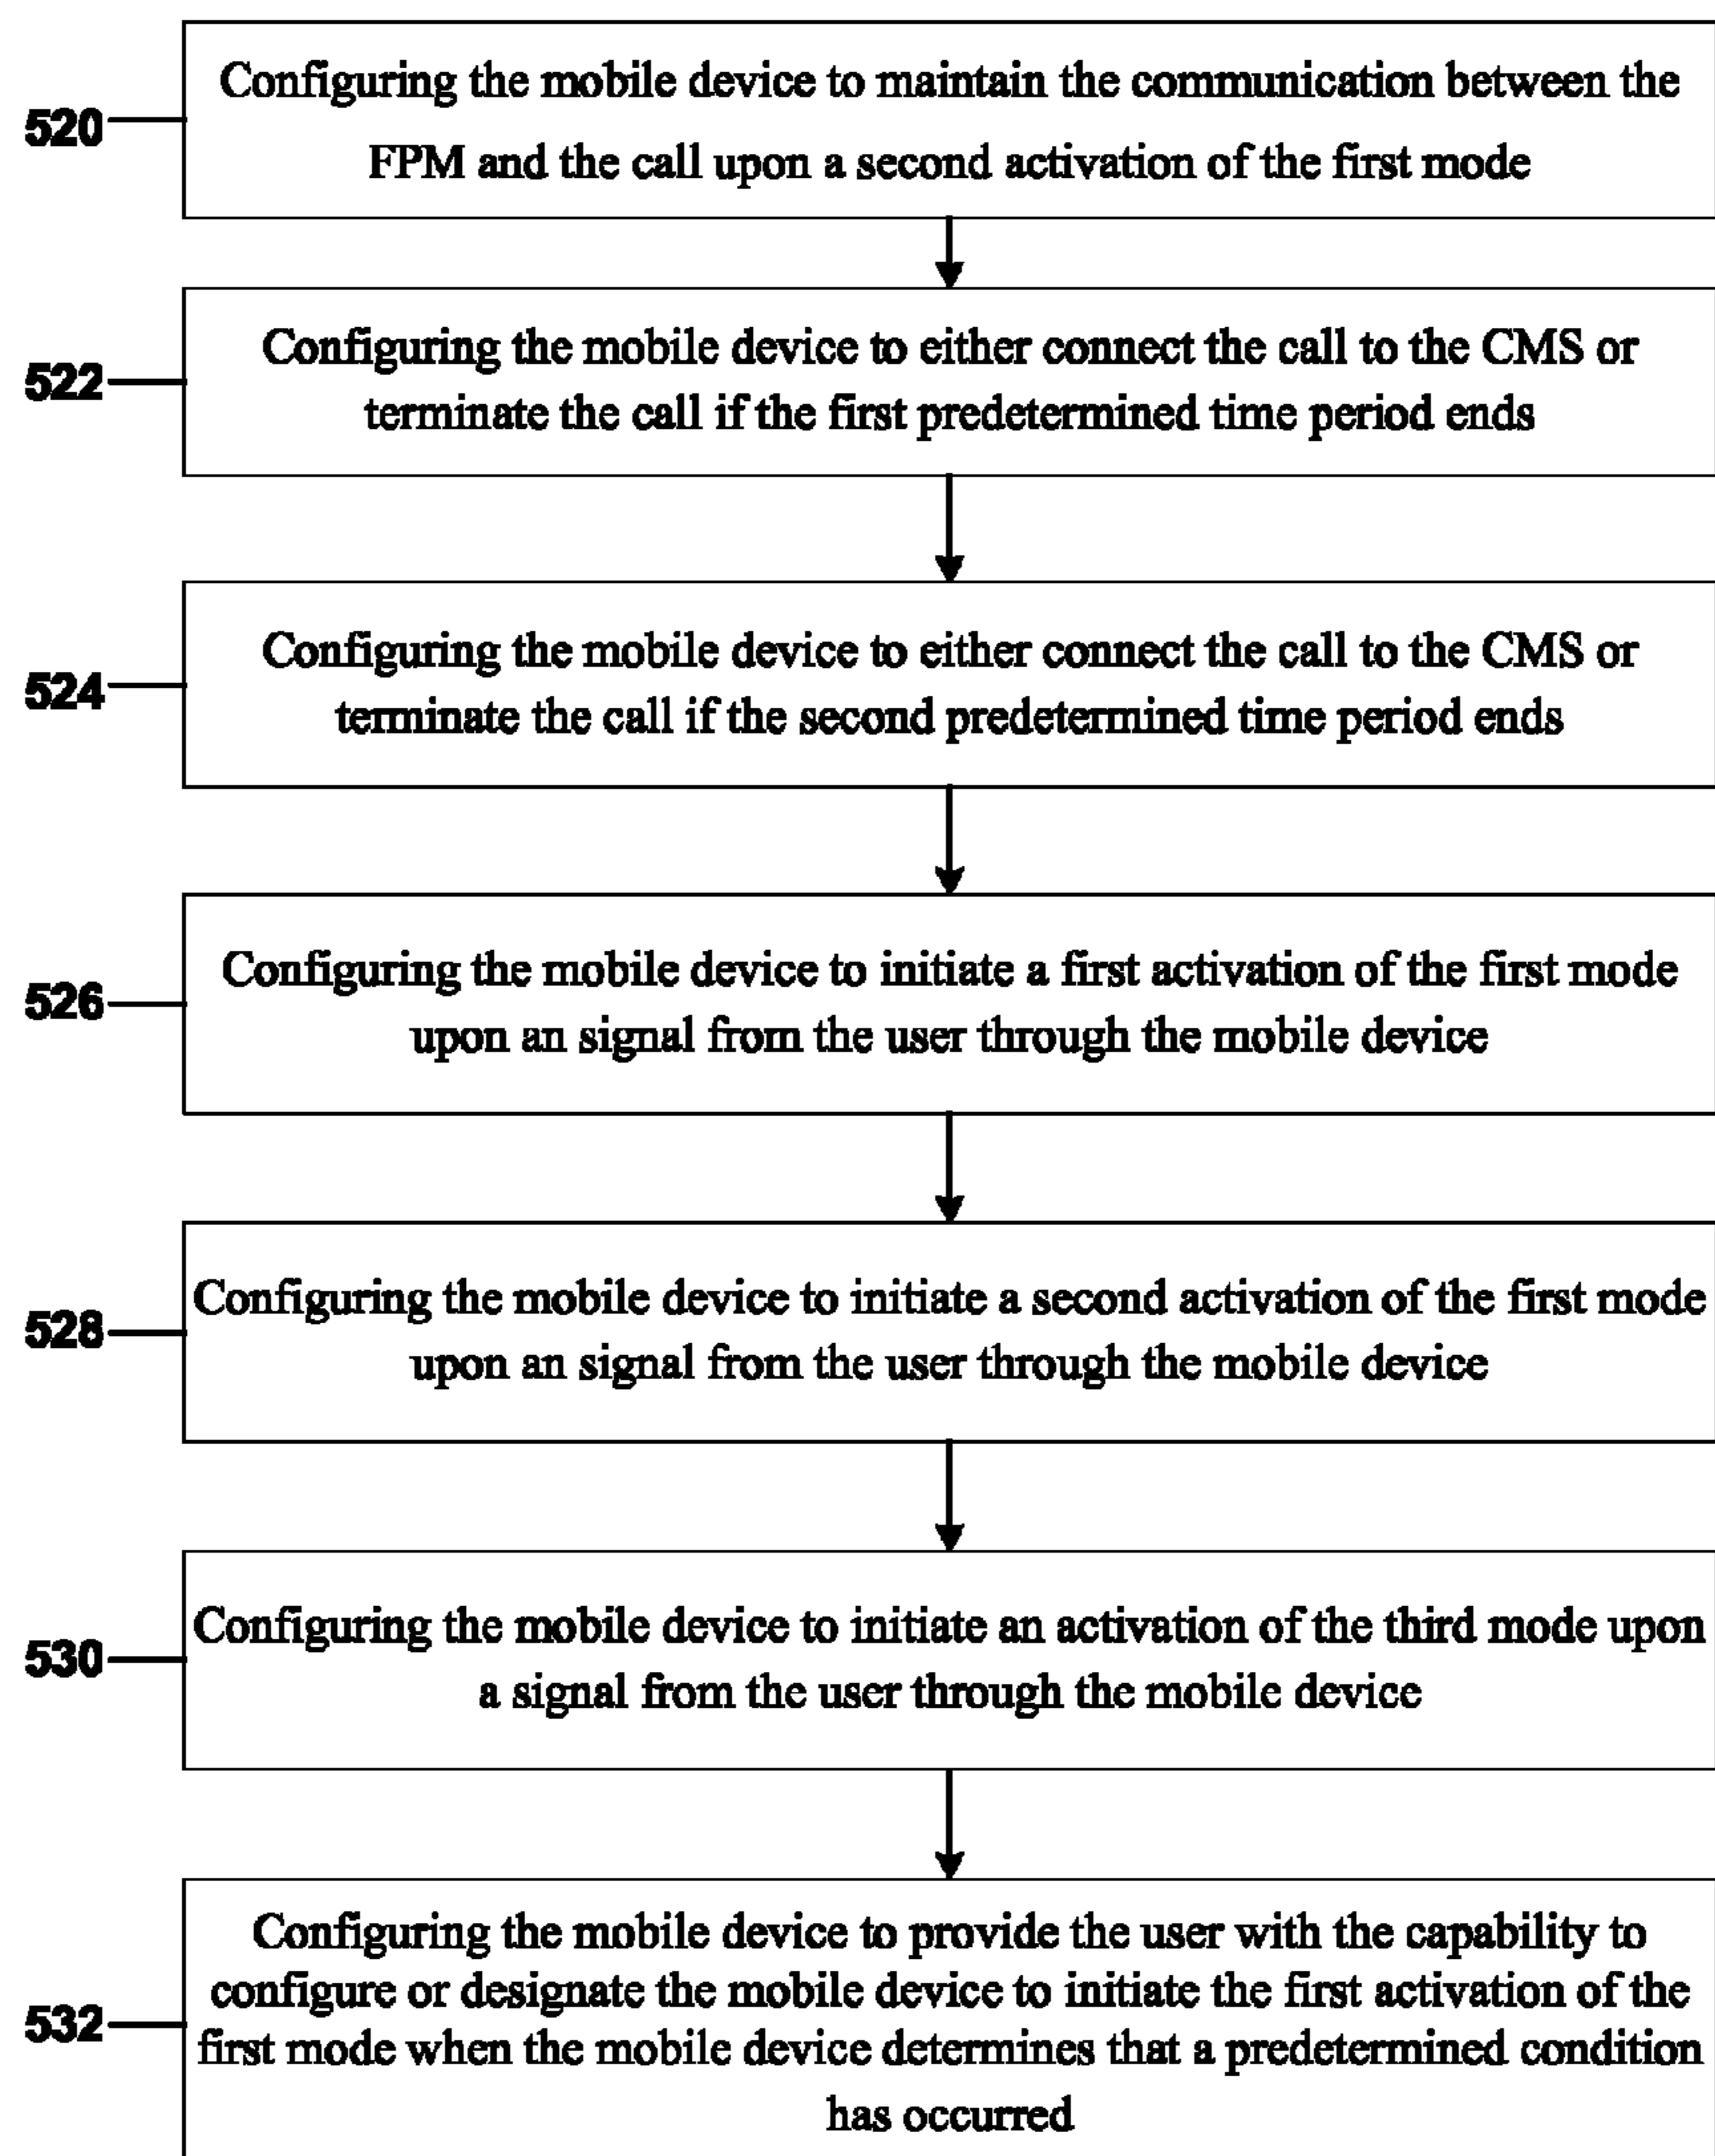 520
Configuring the mobile device to maintain the communication between the
FPM and the call upon a second activation of the first mode
522
Configuring the mobile device to either connect the call to the CMS or
terminate the call if the first predetermined time period ends
524
Configuring the mobile device to either connect the call to the CMS or
terminate the call if the second predetermined time period ends
526
Configuring the mobile device to initiate a first activation of the first mode
upon an signal from the user through the mobile device
528
Configuring the mobile device to initiate a second activation of the first mode
upon an signal from the user through the mobile device
530
Configuring the mobile device to initiate an activation of the third mode upon
a signal from the user through the mobile device
532
Configuring the mobile device to provide the user with the capability to
configure or designate the mobile device to initiate the first activation of the
first mode when the mobile device determines that a predetermined condition
has occurred